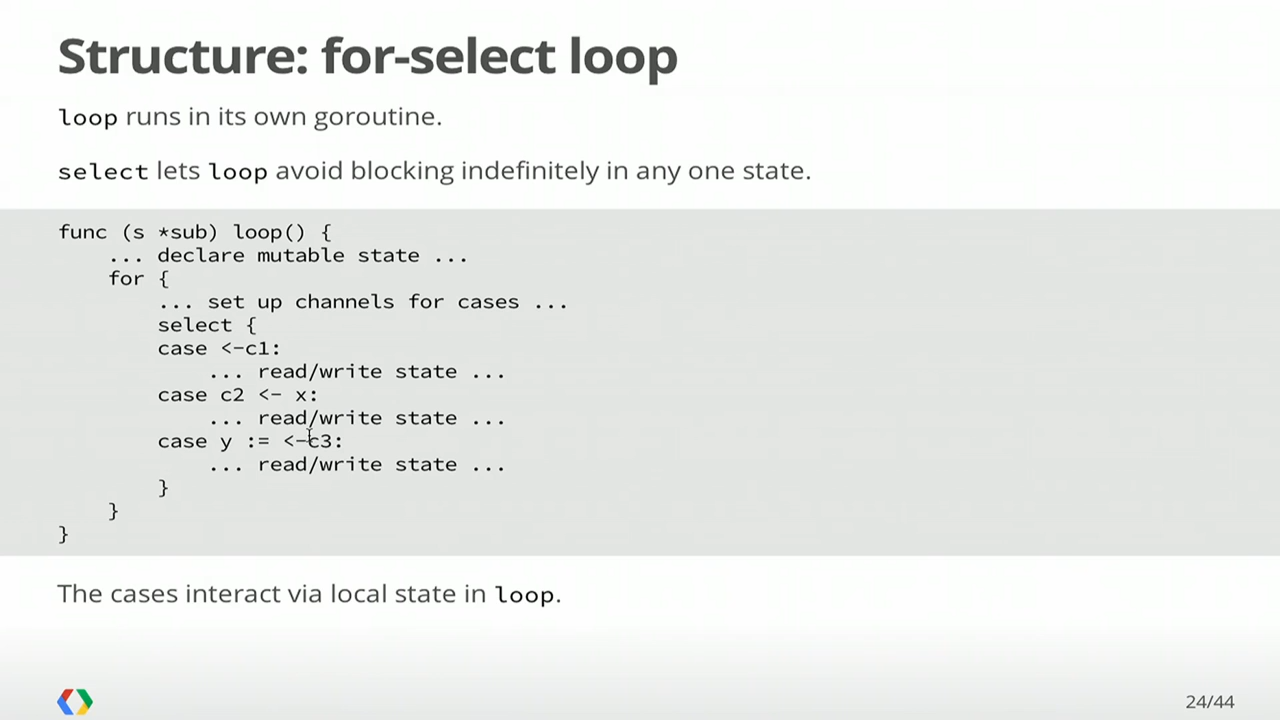 Structure: for-select loop
loop runs in its own goroutine.
select lets loop avoid blocking indefinitely in any one state.
func (s *sub) loop() {
    ... declare mutable state ...
    for {
        ... set up channels for cases ...
        select {
        case <-c1:
            ... read/write state ...
        case c2 <- x:
            ... read/write state ...
        case y := <-c3:
            ... read/write state ...
        }
    }
}
The cases interact via local state in loop.
24/44